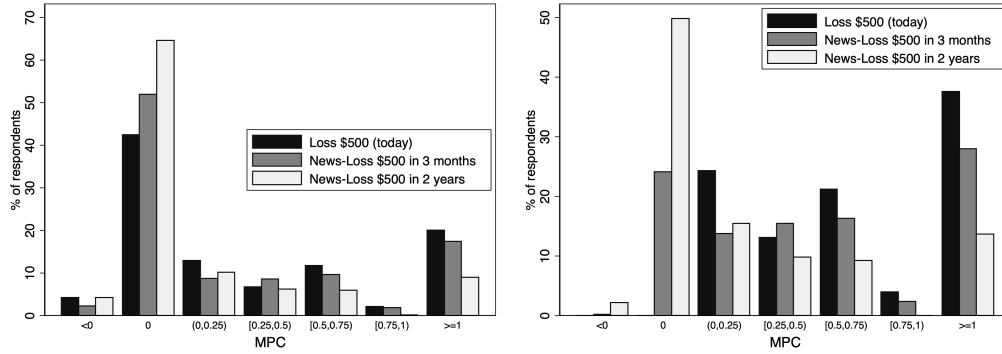 % of respondents
70
60
50
40
30
20
10
0
Loss $500 (today)
News-Loss $500 in 3 months
News-Loss $500 in 2 years
<0 0 (0,0.25) [0.25,0.5) [0.5,0.75) [0.75,1) >=1
MPC
% of respondents
50
40
30
20
10
0
Loss $500 (today)
News-Loss $500 in 3 months
News-Loss $500 in 2 years
<0 0 (0,0.25) [0.25,0.5) [0.5,0.75) [0.75,1) >=1
MPC